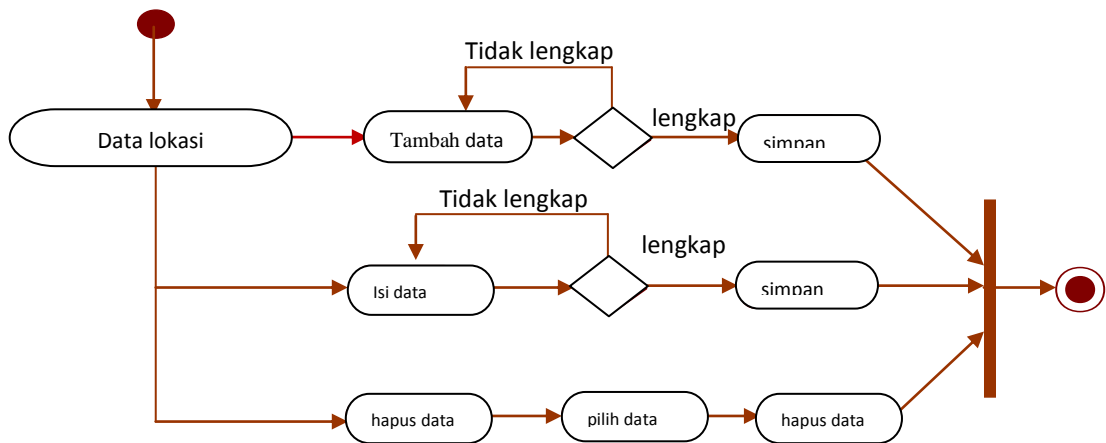 Tidak lengkap
Data lokasi
Tambah data
lengkap
simpan
Tidak lengkap
Isi data
lengkap
simpan
hapus data
pilih data
hapus data